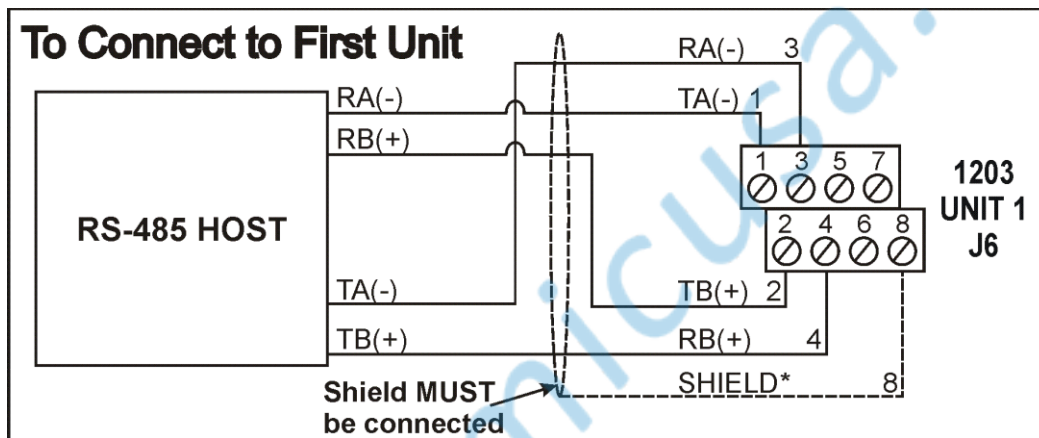 To Connect to First Unit
RA(-) 3
RA(-)
TA(-) 1
RB(+)
1 3 5 7
1203
UNIT 1
J6
RS-485 HOST
2 4 6 8
TA(-)
TB(+) 2
TB(+)
RB(+) 4
SHIELD* 8
Shield MUST
be connected
micusa.